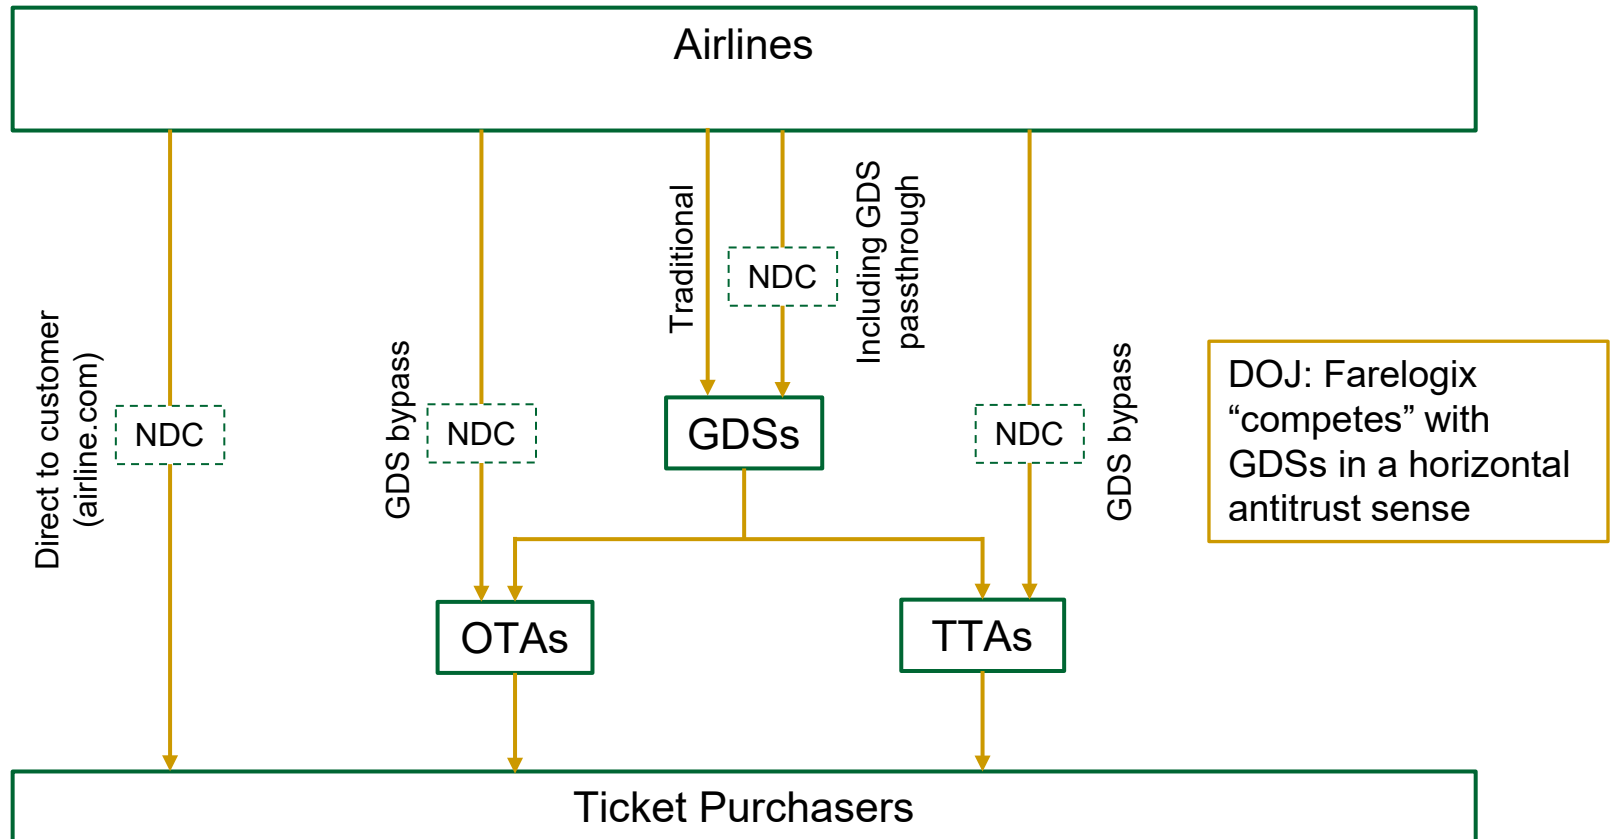 Airlines
Traditional
Including GDS
passthrough
NDC
Direct to customer
(airline.com)
NDC
GDS bypass
NDC
GDSs
NDC
GDS bypass
DOJ: Farelogix
“competes” with
GDSs in a horizontal
antitrust sense
OTAs
TTAs
Ticket Purchasers